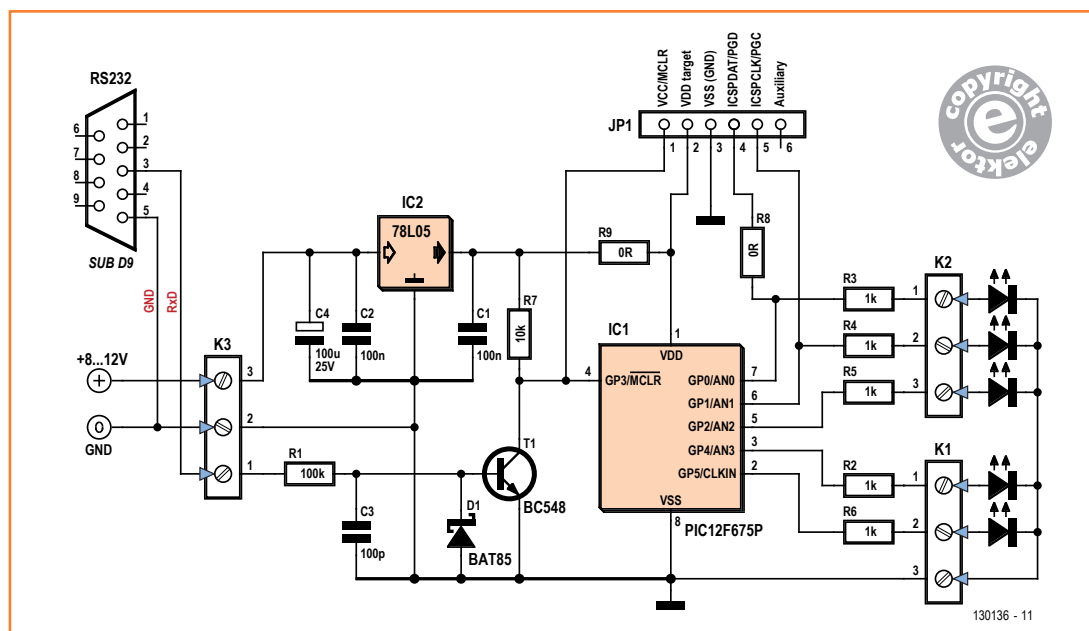 RS232
1
6
2
7
3
8
4
9
5
SUB D9
GND
RxD
+8...12V
GND
K3
3
2
1
C4
100u
25V
C2
100n
IC2
78L05
C1
100n
R7
10k
R9
0R
JP1
VCC/MCLR
VDD target
VSS (GND)
ICSPDAT/PGD
ICSPCLK/PGC
Auxiliary
1
2
3
4
5
6
R8
0R
R1
100k
C3
100p
D1
BAT85
T1
BC548
IC1
1
VDD
4
GP3/MCLR
GP0/AN0
7
GP1/AN1
6
GP2/AN2
5
GP4/AN3
3
GP5/CLKIN
2
VSS
8
PIC12F675P
R3
1k
R4
1k
R5
1k
R2
1k
R6
1k
K2
1
2
3
K1
1
2
3
copyright
e
elektor
130136 - 11